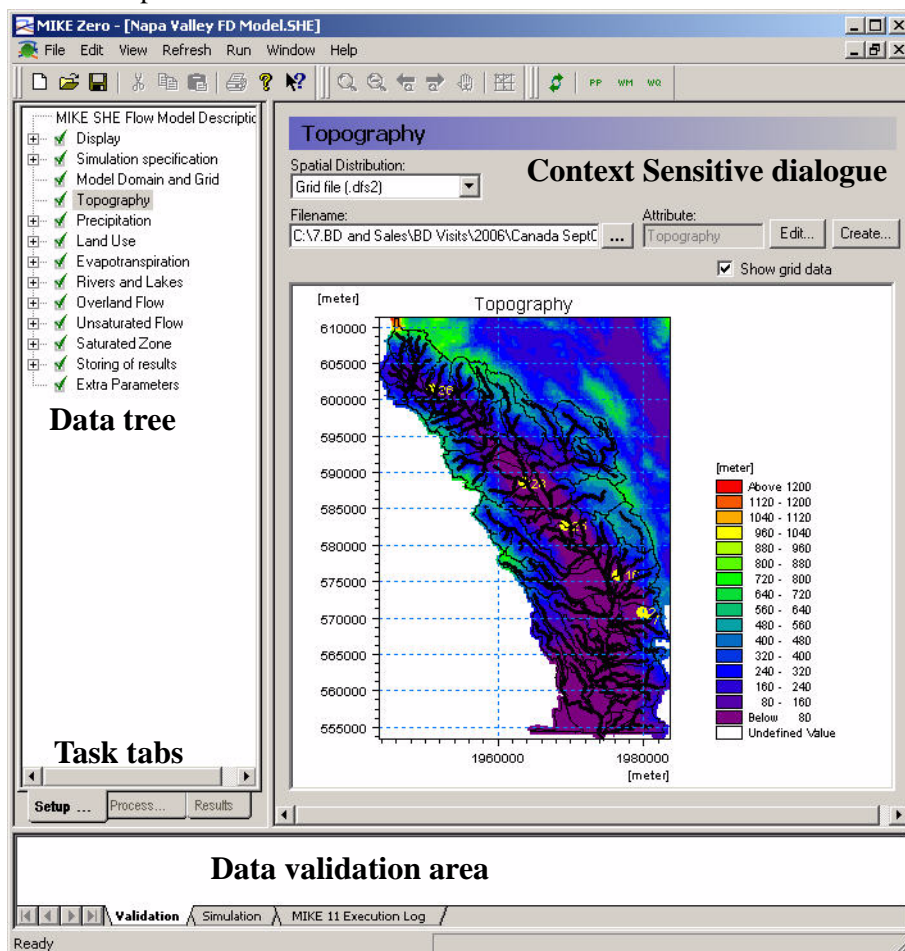 MIKE Zero - [Napa Valley FD Model.SHE]
File Edit View Refresh Run Window Help
PP WM WQ
MIKE SHE Flow Model Descriptic
Display
Simulation specification
Model Domain and Grid
Topography
Precipitation
Land Use
Evapotranspiration
Rivers and Lakes
Overland Flow
Unsaturated Flow
Saturated Zone
Storing of results
Extra Parameters
Data tree
Task tabs
Setup ... Process... Results
Topography
Context Sensitive dialogue
Spatial Distribution:
Grid file (.dfs2)
Filename:
C:\7.BD and Sales\BD Visits\2006\Canada Sept0
...
Attribute:
Topography
Edit...
Create...
Show grid data
[meter]
Topography
610000
605000
600000
595000
590000
585000
580000
575000
570000
565000
560000
555000
1960000 1980000
[meter]
[meter]
Above 1200
1120 - 1200
1040 - 1120
960 - 1040
880 - 960
800 - 880
720 - 800
640 - 720
560 - 640
480 - 560
400 - 480
320 - 400
240 - 320
160 - 240
80 - 160
Below 80
Undefined Value
Data validation area
Validation Simulation MIKE 11 Execution Log
Ready